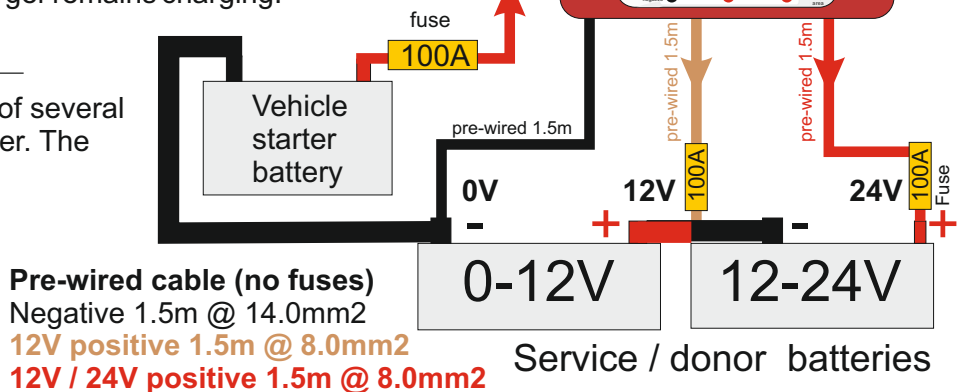 gel remains charging.
of several
er. The
fuse
100A
Vehicle
starter
battery
pre-wired 1.5m
pre-wired 1.5m
pre-wired 1.5m
0V
12V
100A
24V
100A
Fuse
-
+
-
+
0-12V
12-24V
Pre-wired cable (no fuses)
Negative 1.5m @ 14.0mm2
12V positive 1.5m @ 8.0mm2
12V / 24V positive 1.5m @ 8.0mm2
Service / donor batteries